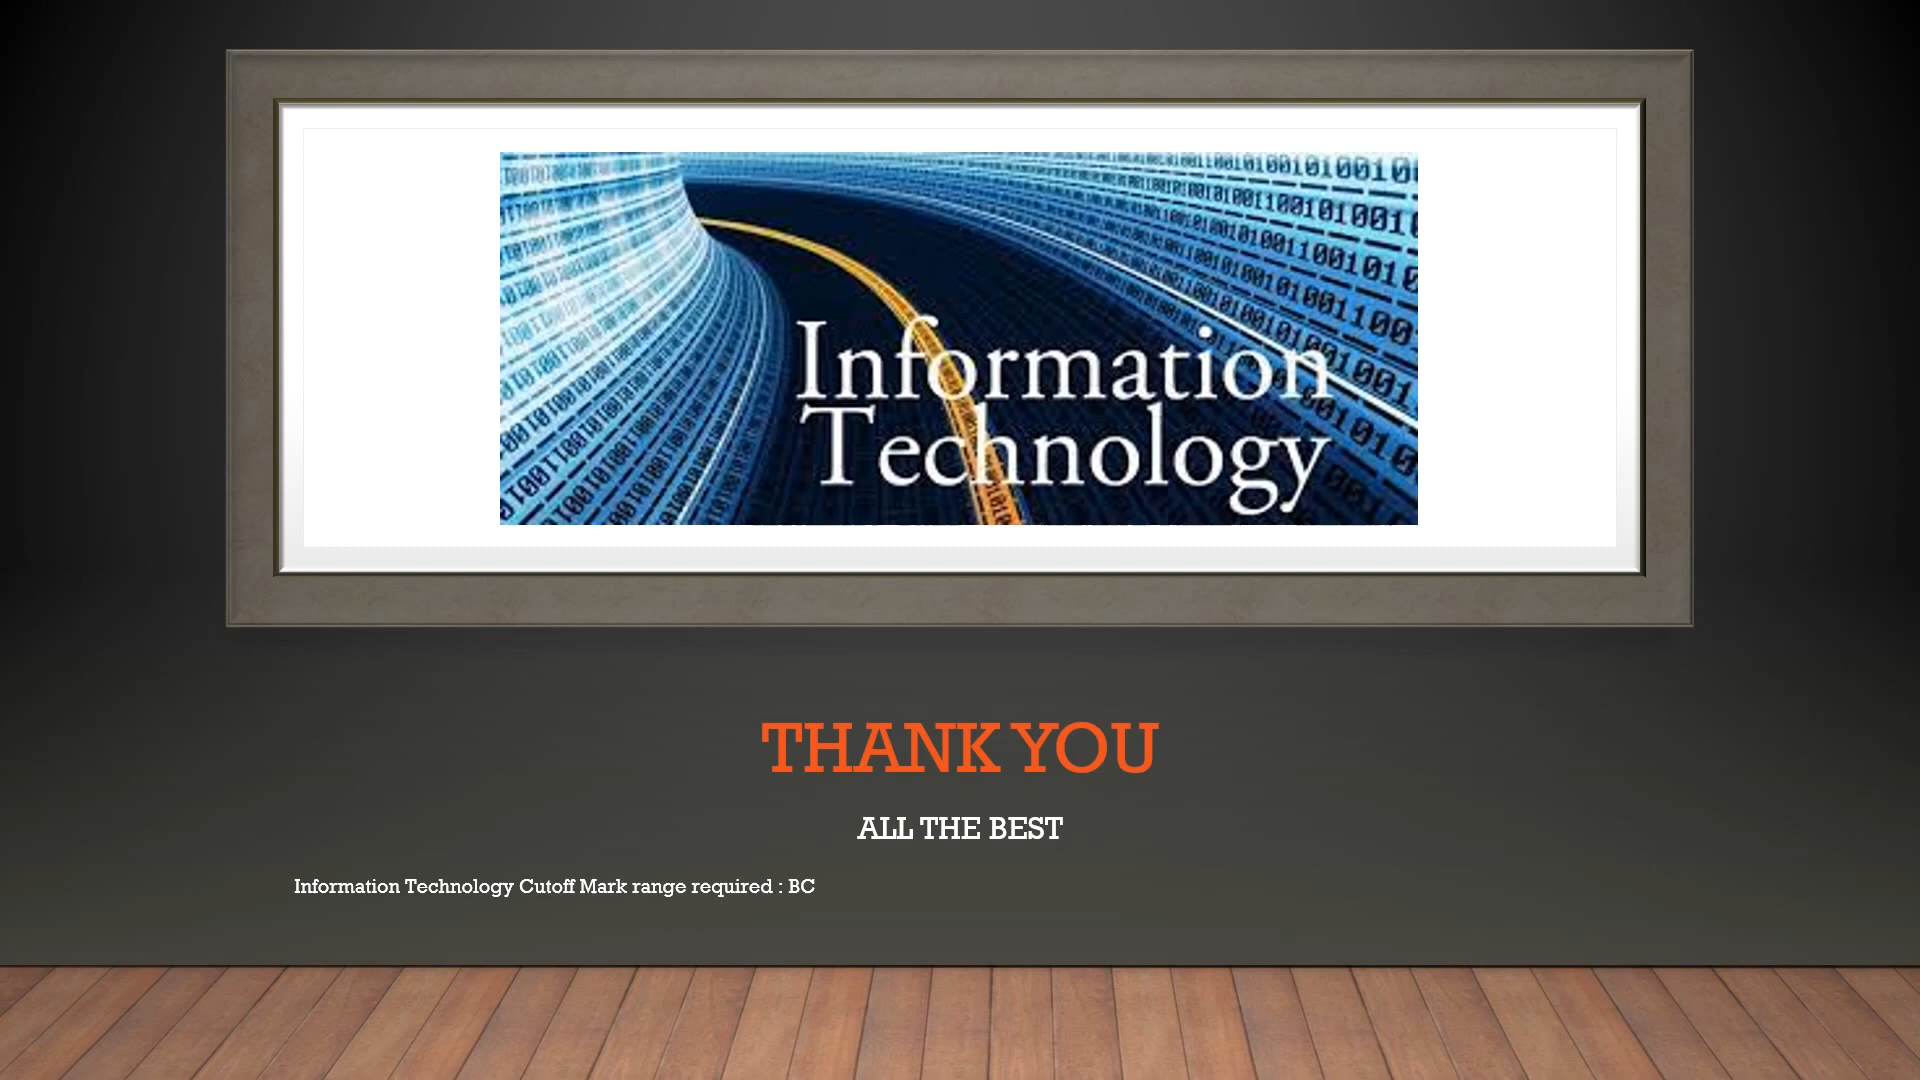 Information
Technology
THANK YOU
ALL THE BEST
Information Technology Cutoff Mark range required : BC